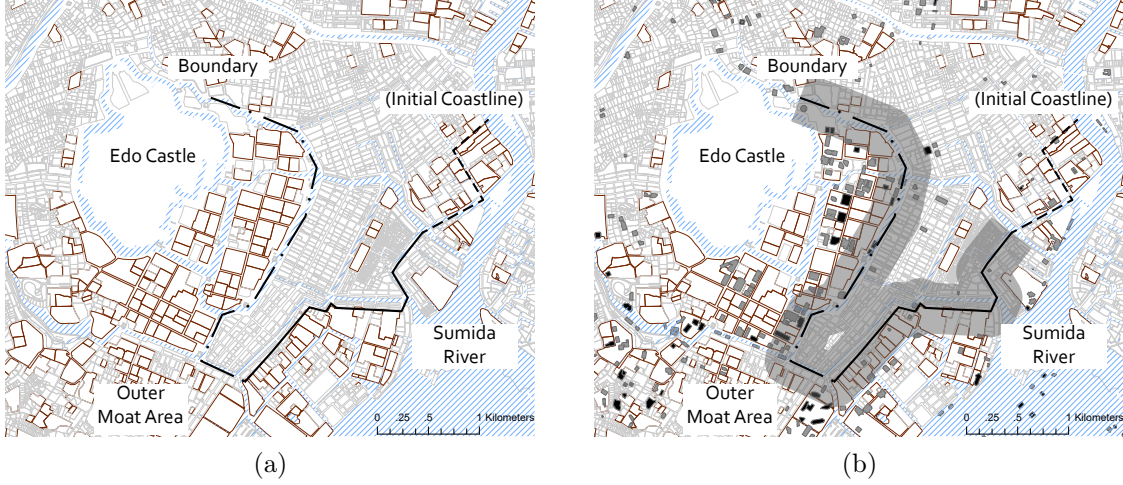 Boundary
(Initial Coastline)
Edo Castle
Sumida
River
Outer
Moat Area
0 .25 .5 1 Kilometers
(a)
Boundary
(Initial Coastline)
Edo Castle
Sumida
River
Outer
Moat Area
0 .25 .5 1 Kilometers
(b)